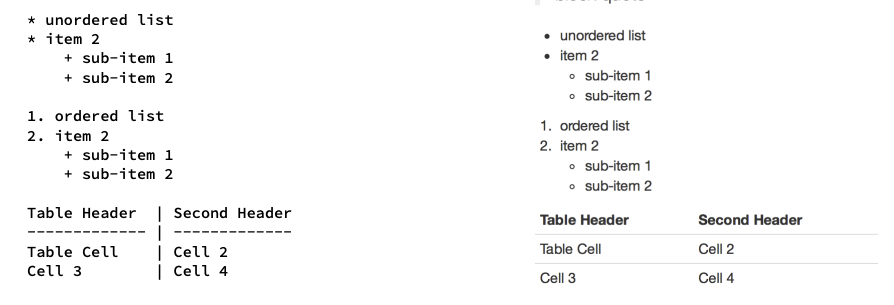 * unordered list
* item 2
    + sub-item 1
    + sub-item 2
1. ordered list
2. item 2
    + sub-item 1
    + sub-item 2
Table Header  | Second Header
------------- | -------------
Table Cell    | Cell 2
Cell 3        | Cell 4
• unordered list
• item 2
    ◦ sub-item 1
    ◦ sub-item 2
1. ordered list
2. item 2
    ◦ sub-item 1
    ◦ sub-item 2
Table Header Second Header
Table Cell Cell 2
Cell 3 Cell 4